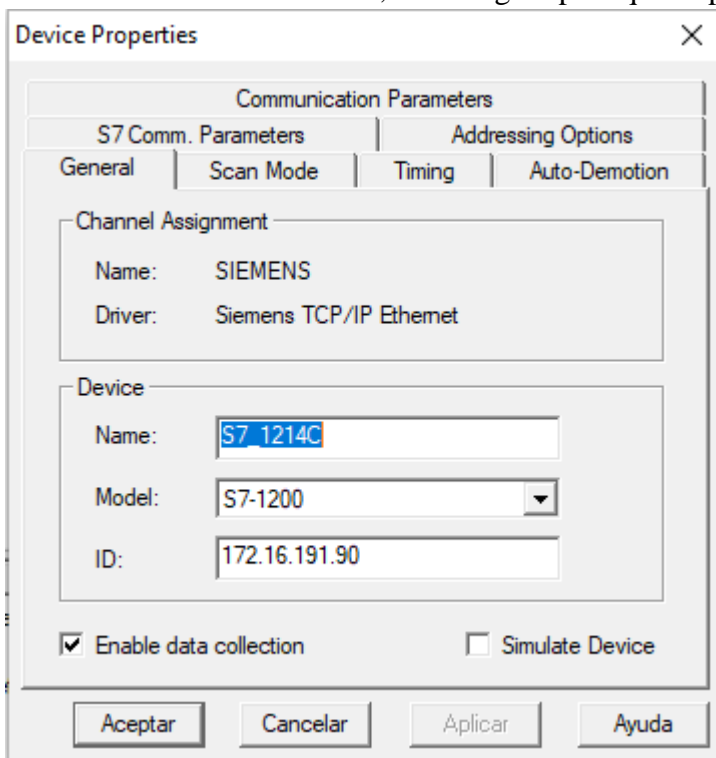 Device Properties
Communication Parameters
S7 Comm. Parameters Addressing Options
General Scan Mode Timing Auto-Demotion
Channel Assignment
Name: SIEMENS
Driver: Siemens TCP/IP Ethernet
Device
Name: S7_1214C
Model: S7-1200
ID: 172.16.191.90
Enable data collection Simulate Device
Aceptar Cancelar Aplicar Ayuda